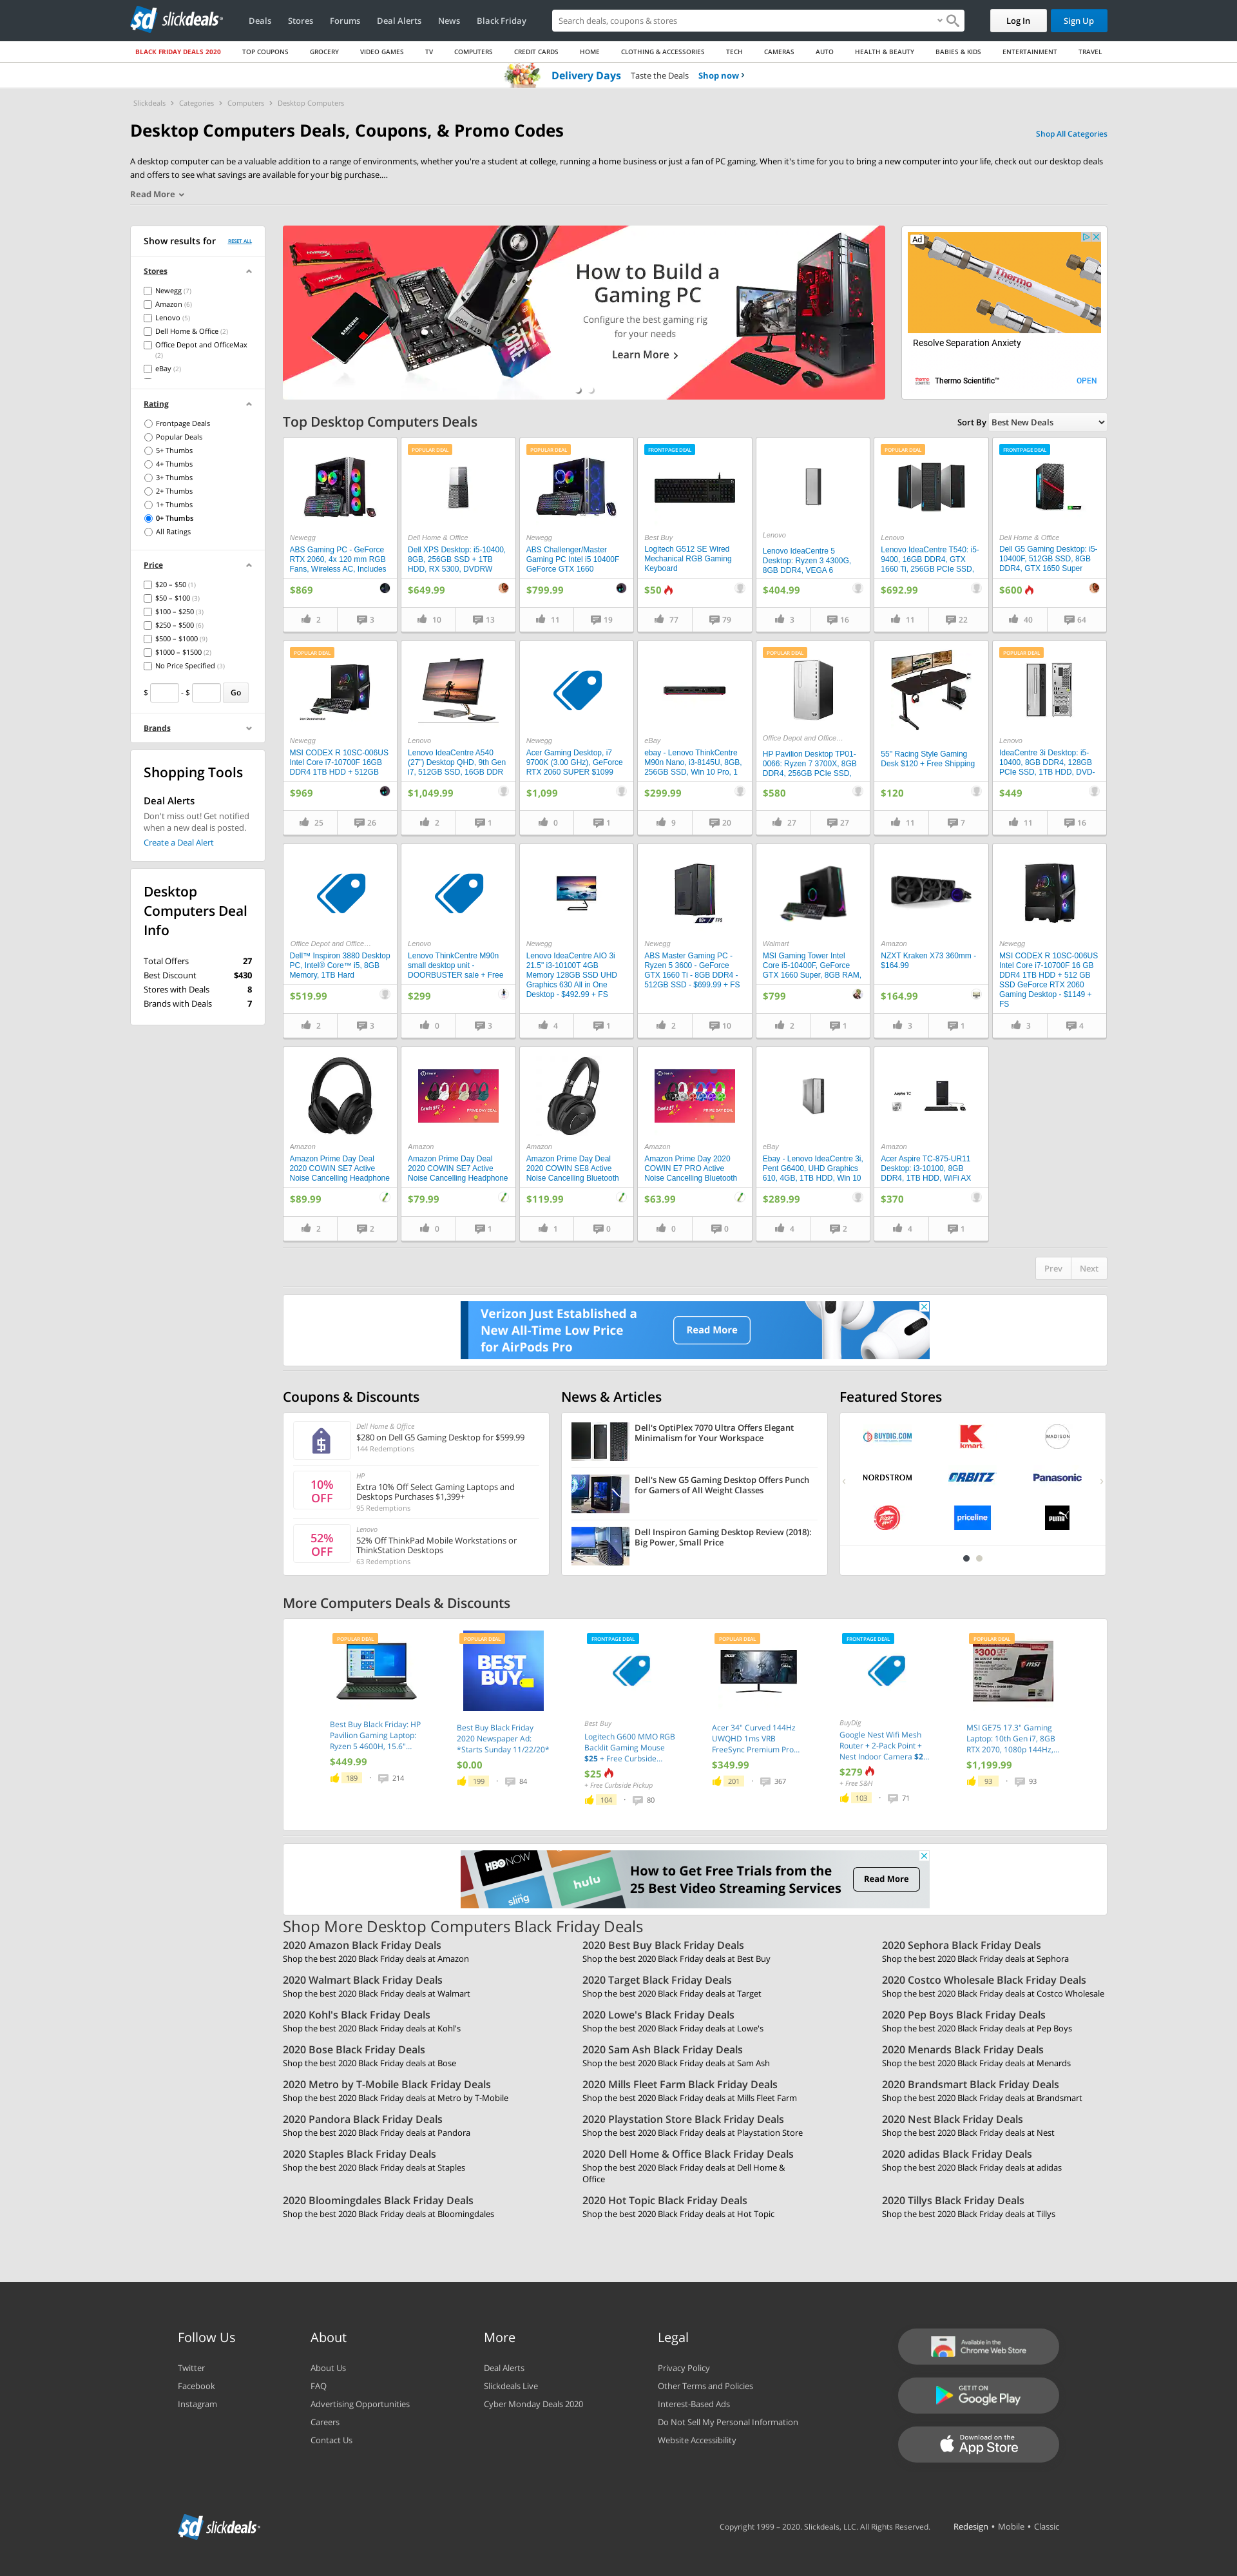 slickdeals
Deals
Stores
Forums
Deal Alerts
News
Black Friday
Search deals, coupons & stores
Log In
Sign Up
BLACK FRIDAY DEALS 2020
TOP COUPONS
GROCERY
VIDEO GAMES
TV
COMPUTERS
CREDIT CARDS
HOME
CLOTHING & ACCESSORIES
TECH
CAMERAS
AUTO
HEALTH & BEAUTY
BABIES & KIDS
ENTERTAINMENT
TRAVEL
Delivery Days Taste the Deals Shop now ›
Slickdeals › Categories › Computers › Desktop Computers
Desktop Computers Deals, Coupons, & Promo Codes
Shop All Categories
A desktop computer can be a valuable addition to a range of environments, whether you're a student at college, running a home business or just a fan of PC gaming. When it's time for you to bring a new computer into your life, check out our desktop deals
and offers to see what savings are available for your big purchase....
Read More
Show results for
RESET ALL
Stores
Newegg (7)
Amazon (6)
Lenovo (5)
Dell Home & Office (2)
Office Depot and OfficeMax
(2)
eBay (2)
Rating
Frontpage Deals
Popular Deals
5+ Thumbs
4+ Thumbs
3+ Thumbs
2+ Thumbs
1+ Thumbs
0+ Thumbs
All Ratings
Price
$20 – $50 (1)
$50 – $100 (3)
$100 – $250 (3)
$250 – $500 (6)
$500 – $1000 (9)
$1000 – $1500 (2)
No Price Specified (3)
$ - $ Go
Brands
Shopping Tools
Deal Alerts
Don't miss out! Get notified
when a new deal is posted.
Create a Deal Alert
Desktop
Computers Deal
Info
Total Offers 27
Best Discount $430
Stores with Deals 8
Brands with Deals 7
How to Build a
Gaming PC
Configure the best gaming rig
for your needs
Learn More ›
SAMSUNG
i7
CORE
Ad
Thermo
Resolve Separation Anxiety
Thermo Scientific™
OPEN
Top Desktop Computers Deals
Sort By Best New Deals
Newegg
ABS Gaming PC - GeForce
RTX 2060, 4x 120 mm RGB
Fans, Wireless AC, Includes
$869
2 3
POPULAR DEAL
Dell Home & Office
Dell XPS Desktop: i5-10400,
8GB, 256GB SSD + 1TB
HDD, RX 5300, DVDRW
$649.99
10 13
POPULAR DEAL
Newegg
ABS Challenger/Master
Gaming PC Intel i5 10400F
GeForce GTX 1660
$799.99
11 19
FRONTPAGE DEAL
Best Buy
Logitech G512 SE Wired
Mechanical RGB Gaming
Keyboard
$50
77 79
Lenovo
Lenovo IdeaCentre 5
Desktop: Ryzen 3 4300G,
8GB DDR4, VEGA 6
$404.99
3 16
POPULAR DEAL
Lenovo
Lenovo IdeaCentre T540: i5-
9400, 16GB DDR4, GTX
1660 Ti, 256GB PCIe SSD,
$692.99
11 22
FRONTPAGE DEAL
Dell Home & Office
Dell G5 Gaming Desktop: i5-
10400F, 512GB SSD, 8GB
DDR4, GTX 1650 Super
$600
40 64
POPULAR DEAL
Newegg
MSI CODEX R 10SC-006US
Intel Core i7-10700F 16GB
DDR4 1TB HDD + 512GB
$969
25 26
Lenovo
Lenovo IdeaCentre A540
(27") Desktop QHD, 9th Gen
i7, 512GB SSD, 16GB DDR
$1,049.99
2 1
Newegg
Acer Gaming Desktop, i7
9700K (3.00 GHz), GeForce
RTX 2060 SUPER $1099
$1,099
0 1
eBay
ebay - Lenovo ThinkCentre
M90n Nano, i3-8145U, 8GB,
256GB SSD, Win 10 Pro, 1
$299.99
9 20
POPULAR DEAL
Office Depot and Office…
HP Pavilion Desktop TP01-
0066: Ryzen 7 3700X, 8GB
DDR4, 256GB PCIe SSD,
$580
27 27
55" Racing Style Gaming
Desk $120 + Free Shipping
$120
11 7
POPULAR DEAL
Lenovo
IdeaCentre 3i Desktop: i5-
10400, 8GB DDR4, 128GB
PCIe SSD, 1TB HDD, DVD-
$449
11 16
Office Depot and Office…
Dell™ Inspiron 3880 Desktop
PC, Intel® Core™ i5, 8GB
Memory, 1TB Hard
$519.99
2 3
Lenovo
Lenovo ThinkCentre M90n
small desktop unit -
DOORBUSTER sale + Free
$299
0 3
Newegg
Lenovo IdeaCentre AIO 3i
21.5" i3-10100T 4GB
Memory 128GB SSD UHD
Graphics 630 All in One
Desktop - $492.99 + FS
4 1
Newegg
ABS Master Gaming PC -
Ryzen 5 3600 - GeForce
GTX 1660 Ti - 8GB DDR4 -
512GB SSD - $699.99 + FS
2 10
Walmart
MSI Gaming Tower Intel
Core i5-10400F, GeForce
GTX 1660 Super, 8GB RAM,
$799
2 1
Amazon
NZXT Kraken X73 360mm -
$164.99
$164.99
3 1
Newegg
MSI CODEX R 10SC-006US
Intel Core i7-10700F 16 GB
DDR4 1TB HDD + 512 GB
SSD GeForce RTX 2060
Gaming Desktop - $1149 +
FS
3 4
Amazon
Amazon Prime Day Deal
2020 COWIN SE7 Active
Noise Cancelling Headphone
$89.99
2 2
Amazon
Amazon Prime Day Deal
2020 COWIN SE7 Active
Noise Cancelling Headphone
$79.99
0 1
Amazon
Amazon Prime Day Deal
2020 COWIN SE8 Active
Noise Cancelling Bluetooth
$119.99
1 0
Amazon
Amazon Prime Day 2020
COWIN E7 PRO Active
Noise Cancelling Bluetooth
$63.99
0 0
eBay
Ebay - Lenovo IdeaCentre 3i,
Pent G6400, UHD Graphics
610, 4GB, 1TB HDD, Win 10
$289.99
4 2
Aspire TC
Amazon
Acer Aspire TC-875-UR11
Desktop: i3-10100, 8GB
DDR4, 1TB HDD, WiFi AX
$370
4 1
Prev Next
Verizon Just Established a
New All-Time Low Price
for AirPods Pro
Read More
Coupons & Discounts
Dell Home & Office
$280 on Dell G5 Gaming Desktop for $599.99
144 Redemptions
10%
OFF
HP
Extra 10% Off Select Gaming Laptops and
Desktops Purchases $1,399+
95 Redemptions
52%
OFF
Lenovo
52% Off ThinkPad Mobile Workstations or
ThinkStation Desktops
63 Redemptions
News & Articles
Dell's OptiPlex 7070 Ultra Offers Elegant
Minimalism for Your Workspace
Dell's New G5 Gaming Desktop Offers Punch
for Gamers of All Weight Classes
Dell Inspiron Gaming Desktop Review (2018):
Big Power, Small Price
Featured Stores
BUYDIG.COM
kmart
MADISON
NORDSTROM
ORBITZ
Panasonic
priceline
PUMA
More Computers Deals & Discounts
POPULAR DEAL
Best Buy Black Friday: HP
Pavilion Gaming Laptop:
Ryzen 5 4600H, 15.6"...
$449.99
189 · 214
POPULAR DEAL
BEST
BUY
Best Buy Black Friday
2020 Newspaper Ad:
*Starts Sunday 11/22/20*
$0.00
199 · 84
FRONTPAGE DEAL
Best Buy
Logitech G600 MMO RGB
Backlit Gaming Mouse
$25 + Free Curbside...
$25
+ Free Curbside Pickup
104 · 80
POPULAR DEAL
acer
Acer 34" Curved 144Hz
UWQHD 1ms VRB
FreeSync Premium Pro...
$349.99
201 · 367
FRONTPAGE DEAL
BuyDig
Google Nest Wifi Mesh
Router + 2-Pack Point +
Nest Indoor Camera $2...
$279
+ Free S&H
103 · 71
POPULAR DEAL
$300 OFF
msi
MSI GE75 17.3" Gaming
Laptop: 10th Gen i7, 8GB
RTX 2070, 1080p 144Hz,...
$1,199.99
93 · 93
HBO NOW
sling
hulu
How to Get Free Trials from the
25 Best Video Streaming Services
Read More
Shop More Desktop Computers Black Friday Deals
2020 Amazon Black Friday Deals
Shop the best 2020 Black Friday deals at Amazon
2020 Best Buy Black Friday Deals
Shop the best 2020 Black Friday deals at Best Buy
2020 Sephora Black Friday Deals
Shop the best 2020 Black Friday deals at Sephora
2020 Walmart Black Friday Deals
Shop the best 2020 Black Friday deals at Walmart
2020 Target Black Friday Deals
Shop the best 2020 Black Friday deals at Target
2020 Costco Wholesale Black Friday Deals
Shop the best 2020 Black Friday deals at Costco Wholesale
2020 Kohl's Black Friday Deals
Shop the best 2020 Black Friday deals at Kohl's
2020 Lowe's Black Friday Deals
Shop the best 2020 Black Friday deals at Lowe's
2020 Pep Boys Black Friday Deals
Shop the best 2020 Black Friday deals at Pep Boys
2020 Bose Black Friday Deals
Shop the best 2020 Black Friday deals at Bose
2020 Sam Ash Black Friday Deals
Shop the best 2020 Black Friday deals at Sam Ash
2020 Menards Black Friday Deals
Shop the best 2020 Black Friday deals at Menards
2020 Metro by T-Mobile Black Friday Deals
Shop the best 2020 Black Friday deals at Metro by T-Mobile
2020 Mills Fleet Farm Black Friday Deals
Shop the best 2020 Black Friday deals at Mills Fleet Farm
2020 Brandsmart Black Friday Deals
Shop the best 2020 Black Friday deals at Brandsmart
2020 Pandora Black Friday Deals
Shop the best 2020 Black Friday deals at Pandora
2020 Playstation Store Black Friday Deals
Shop the best 2020 Black Friday deals at Playstation Store
2020 Nest Black Friday Deals
Shop the best 2020 Black Friday deals at Nest
2020 Staples Black Friday Deals
Shop the best 2020 Black Friday deals at Staples
2020 Dell Home & Office Black Friday Deals
Shop the best 2020 Black Friday deals at Dell Home &
Office
2020 adidas Black Friday Deals
Shop the best 2020 Black Friday deals at adidas
2020 Bloomingdales Black Friday Deals
Shop the best 2020 Black Friday deals at Bloomingdales
2020 Hot Topic Black Friday Deals
Shop the best 2020 Black Friday deals at Hot Topic
2020 Tillys Black Friday Deals
Shop the best 2020 Black Friday deals at Tillys
Follow Us
Twitter
Facebook
Instagram
About
About Us
FAQ
Advertising Opportunities
Careers
Contact Us
More
Deal Alerts
Slickdeals Live
Cyber Monday Deals 2020
Legal
Privacy Policy
Other Terms and Policies
Interest-Based Ads
Do Not Sell My Personal Information
Website Accessibility
Available in the
Chrome Web Store
GET IT ON
Google Play
Download on the
App Store
slickdeals
Copyright 1999 – 2020. Slickdeals, LLC. All Rights Reserved.
Redesign • Mobile • Classic